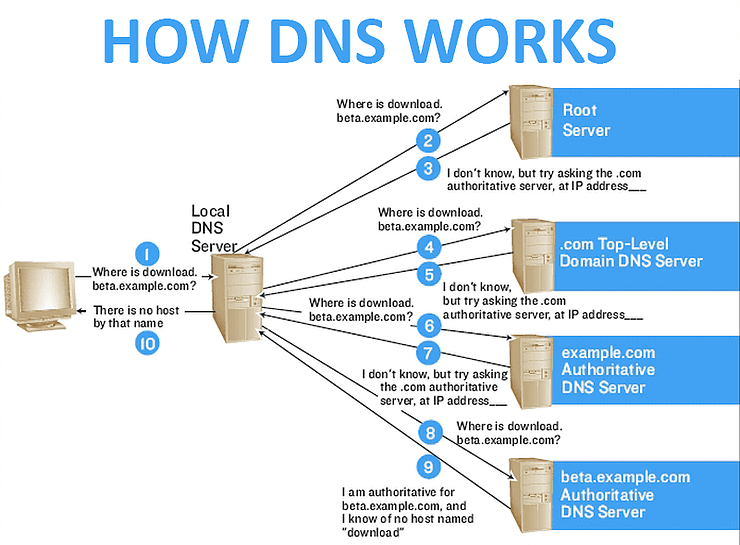 HOW DNS WORKS
Where is download.
beta.example.com?
2
Root
Server
3
I don't know, but try asking the .com
authoritative server, at IP address___
Local
DNS
Server
Where is download.
beta.example.com?
4
.com Top-Level
Domain DNS Server
5
1
Where is download.
beta.example.com?
I don't know,
but try asking the .com
authoritative server, at IP address___
There is no host
by that name
10
Where is download.
beta.example.com?
6
7
example.com
Authoritative
DNS Server
I don't know, but try asking
the .com authoritative
server, at IP address___
8
Where is download.
beta.example.com?
9
beta.example.com
Authoritative
DNS Server
I am authoritative for
beta.example.com, and
I know of no host named
"download"